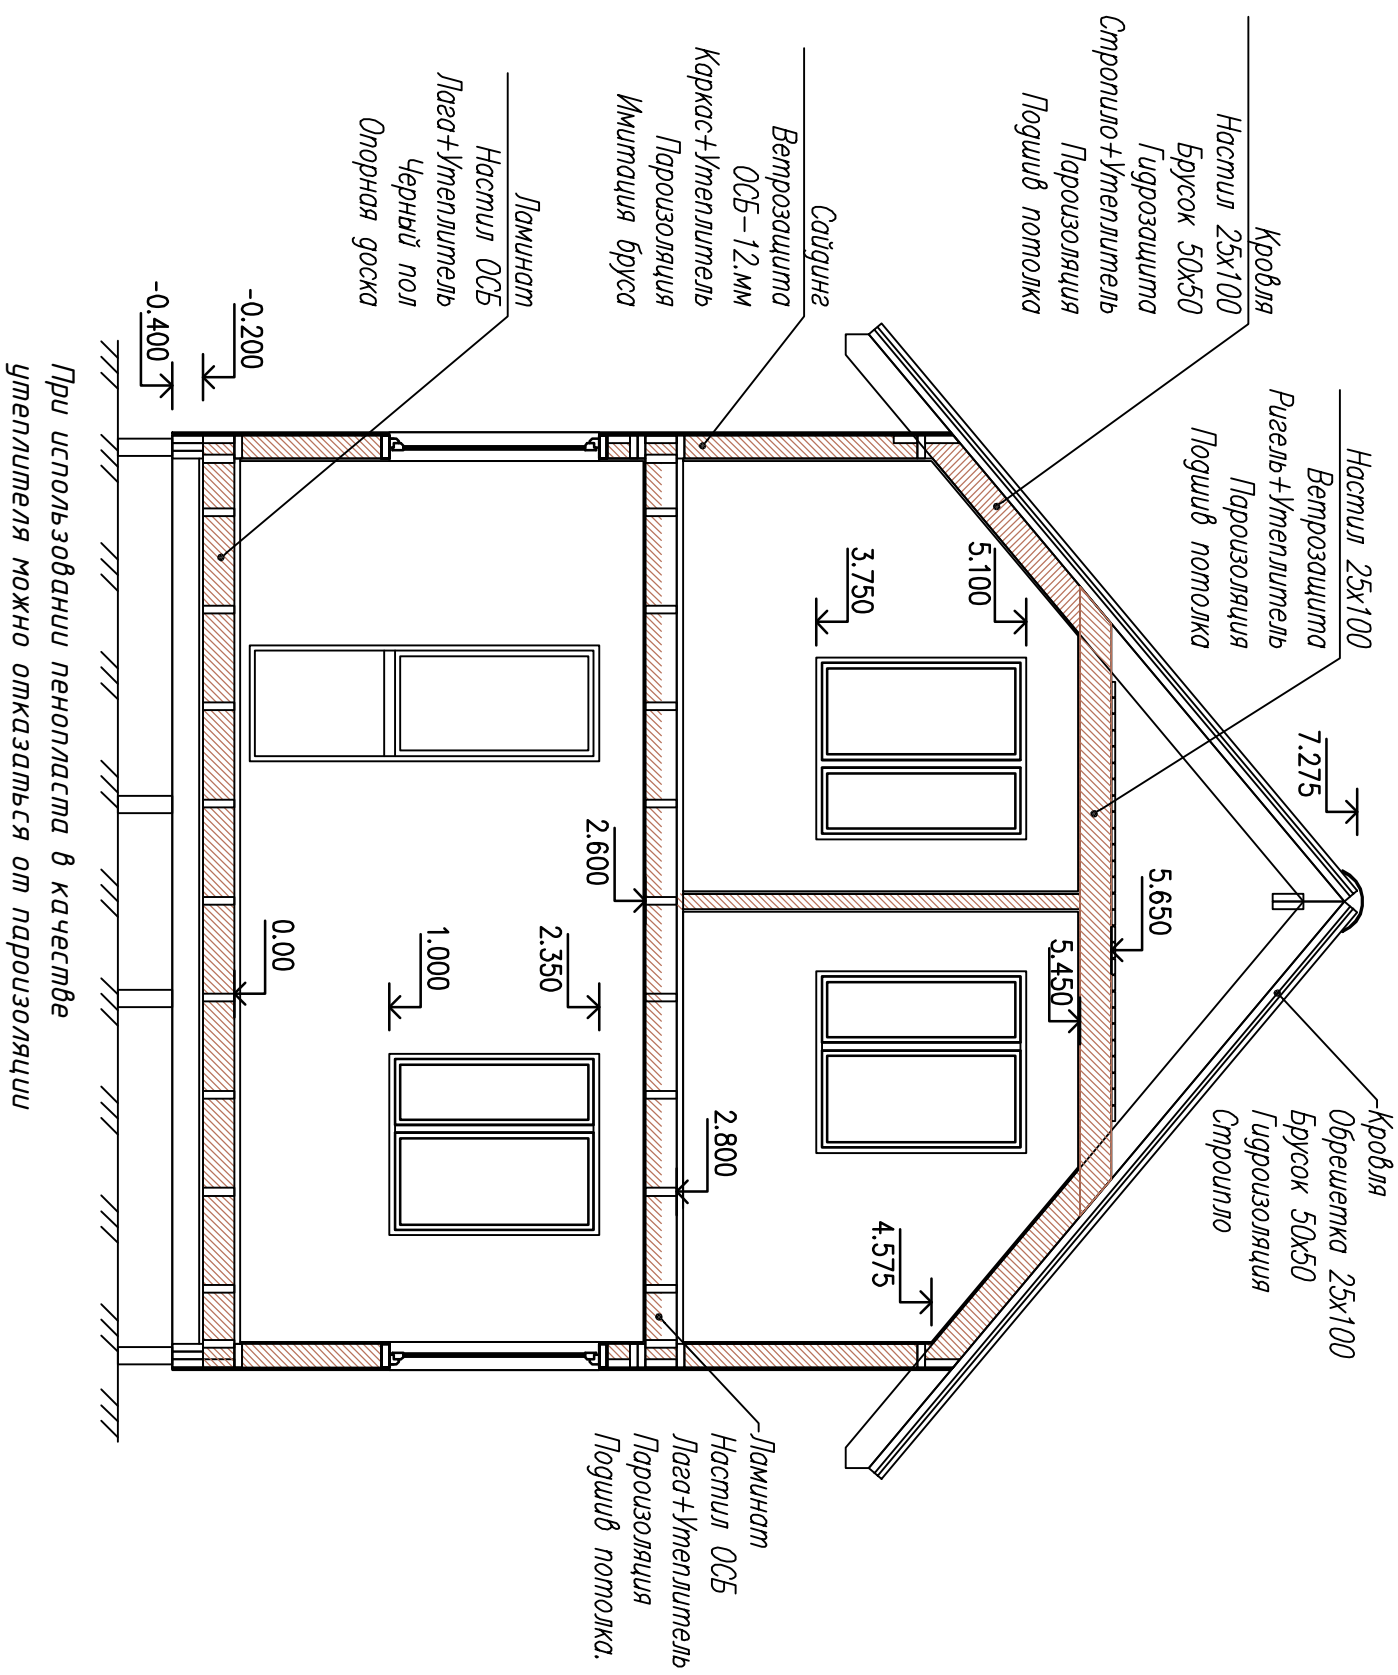 Кровля
Настил 25х100
Брусок 50х50
Гидрозащита
Стропило+Утеплитель
Пароизоляция
Подшив потолка
Настил 25х100
Ветрозащита
Ригель+Утеплитель
Пароизоляция
Подшив потолка
7.275
Кровля
Обрешетка 25х100
Брусок 50х50
Гидроизоляция
Строипло
5.650
5.450
5.100
3.750
4.575
Сайдинг
Ветрозащита
ОСБ-12.мм
Каркас+Утеплитель
Пароизоляция
Имитация бруса
2.800
2.600
2.350
1.000
0.00
Ламинат
Настил ОСБ
Лага+Утеплитель
Пароизоляция
Подшив потолка.
Ламинат
Настил ОСБ
Лага+Утеплитель
Черный пол
Опорная доска
-0.200
-0.400
При использовании пенопласта в качестве
утеплителя можно отказаться от пароизоляции